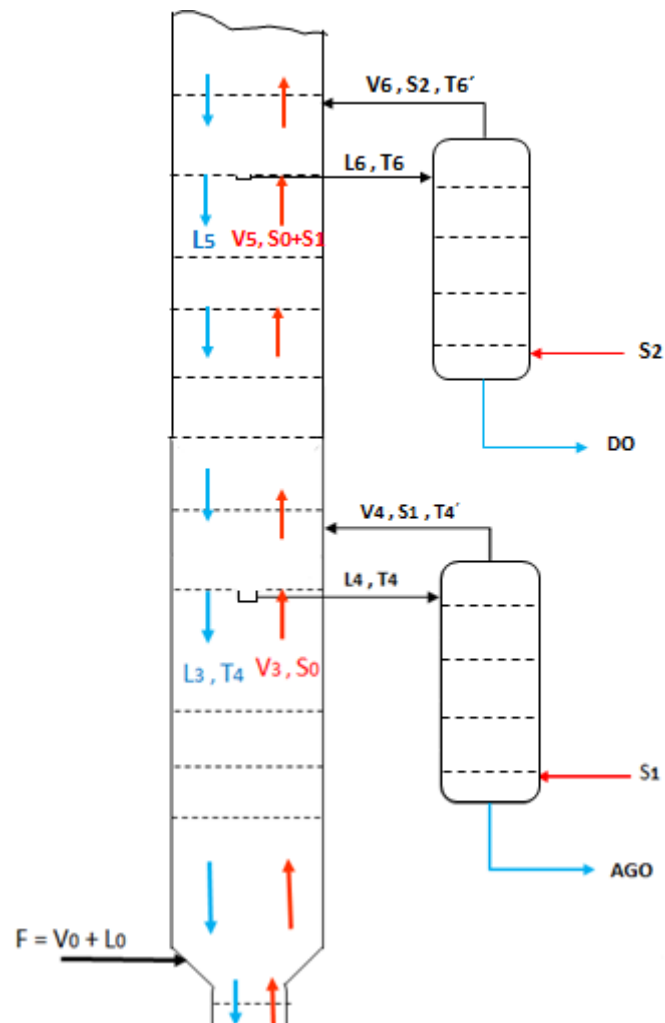 V6 , S2 , T6´
L6 , T6
L5
V5, S0+S1
S2
DO
V4 , S1 , T4´
L4 , T4
L3 , T4
V3 , S0
S1
AGO
F = V0 + L0